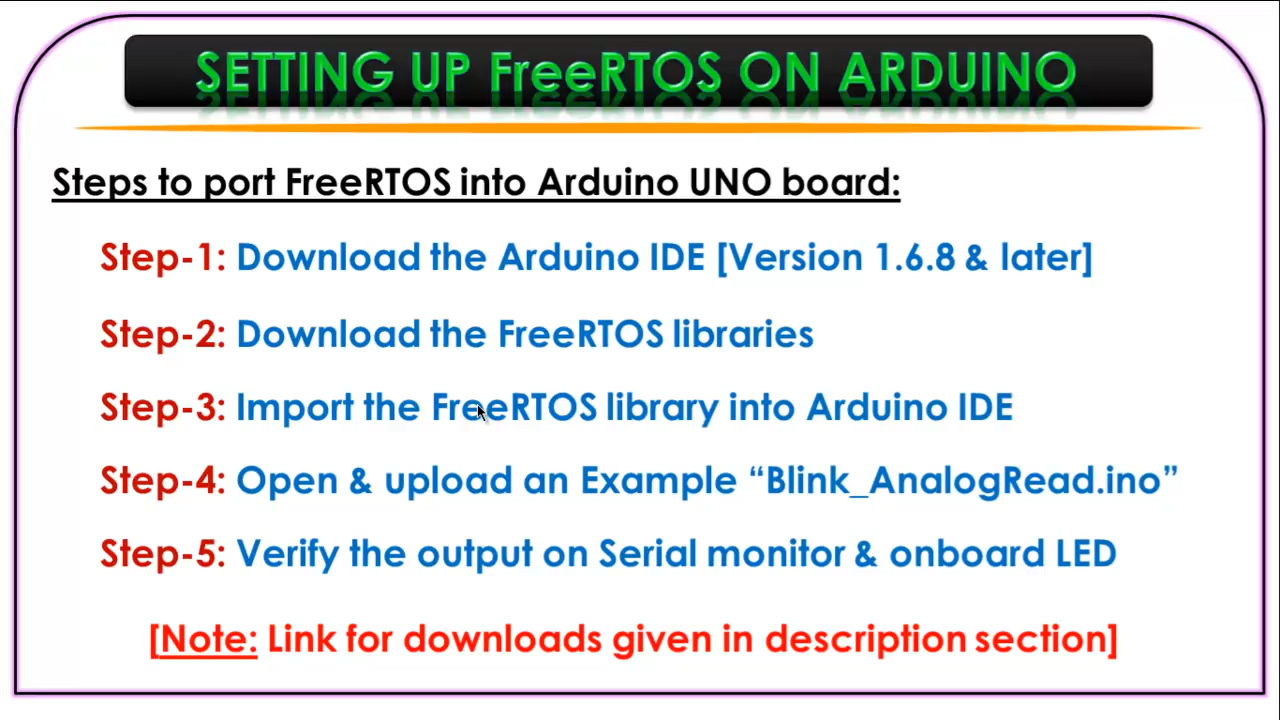 SETTING UP FreeRTOS ON ARDUINO
Steps to port FreeRTOS into Arduino UNO board:
Step-1: Download the Arduino IDE [Version 1.6.8 & later]
Step-2: Download the FreeRTOS libraries
Step-3: Import the FreeRTOS library into Arduino IDE
Step-4: Open & upload an Example “Blink_AnalogRead.ino”
Step-5: Verify the output on Serial monitor & onboard LED
[Note: Link for downloads given in description section]